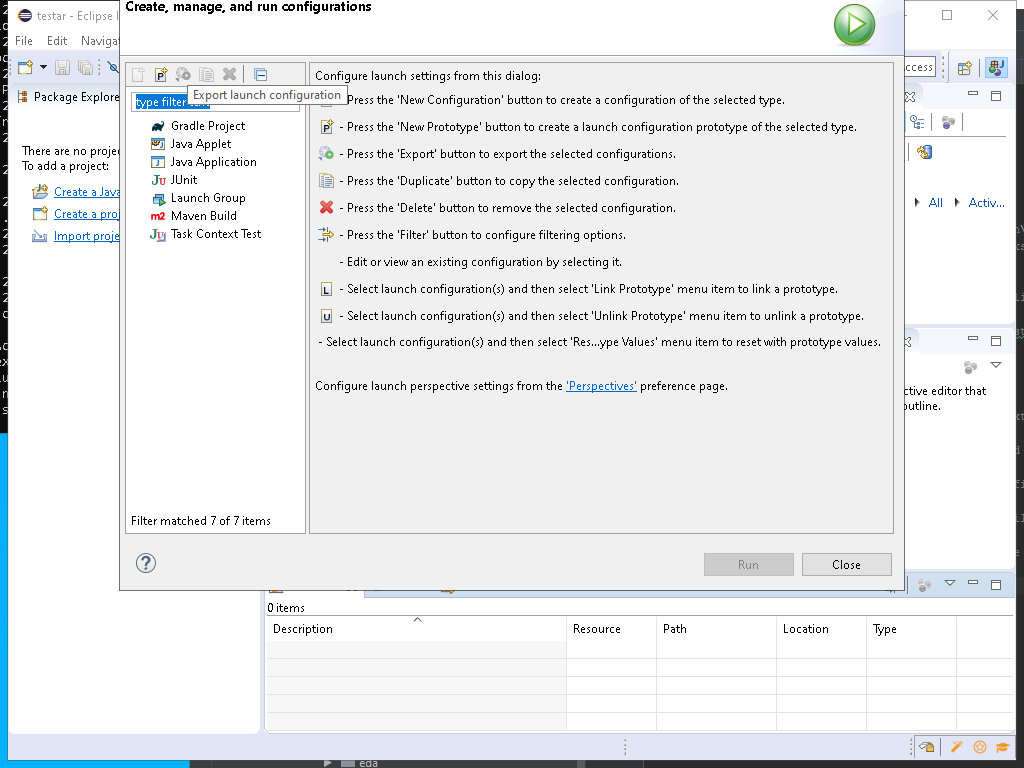 testar - Eclipse
Create, manage, and run configurations
File Edit Navigat
Configure launch settings from this dialog:
Package Explore
Export launch configuration
type filter
Press the 'New Configuration' button to create a configuration of the selected type.
- Press the 'New Prototype' button to create a launch configuration prototype of the selected type.
- Press the 'Export' button to export the selected configurations.
- Press the 'Duplicate' button to copy the selected configuration.
- Press the 'Delete' button to remove the selected configuration.
- Press the 'Filter' button to configure filtering options.
- Edit or view an existing configuration by selecting it.
L - Select launch configuration(s) and then select 'Link Prototype' menu item to link a prototype.
U - Select launch configuration(s) and then select 'Unlink Prototype' menu item to unlink a prototype.
- Select launch configuration(s) and then select 'Res...ype Values' menu item to reset with prototype values.
Configure launch perspective settings from the 'Perspectives' preference page.
Gradle Project
Java Applet
Java Application
Ju JUnit
Launch Group
m2 Maven Build
Task Context Test
Filter matched 7 of 7 items
There are no projec
To add a project:
Create a Java
Create a proj
Import proje
? Run Close
ccess
All Activ...
ctive editor that
outline.
0 items
Description Resource Path Location Type
eda